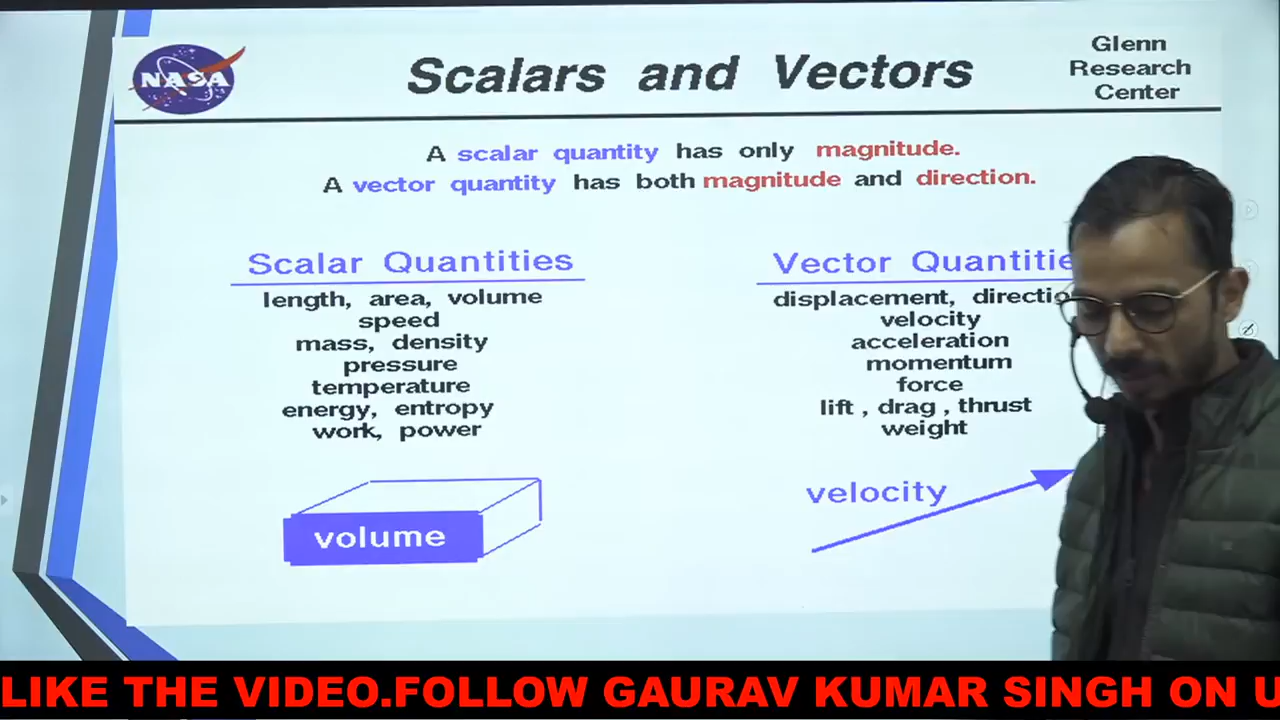 NASA
Scalars and Vectors
Glenn
Research
Center
A scalar quantity has only magnitude.
A vector quantity has both magnitude and direction.
Scalar Quantities
length, area, volume
speed
mass, density
pressure
temperature
energy, entropy
work, power
volume
Vector Quantitie
displacement, directio
velocity
acceleration
momentum
force
lift , drag , thrust
weight
velocity
LIKE THE VIDEO.FOLLOW GAURAV KUMAR SINGH ON U